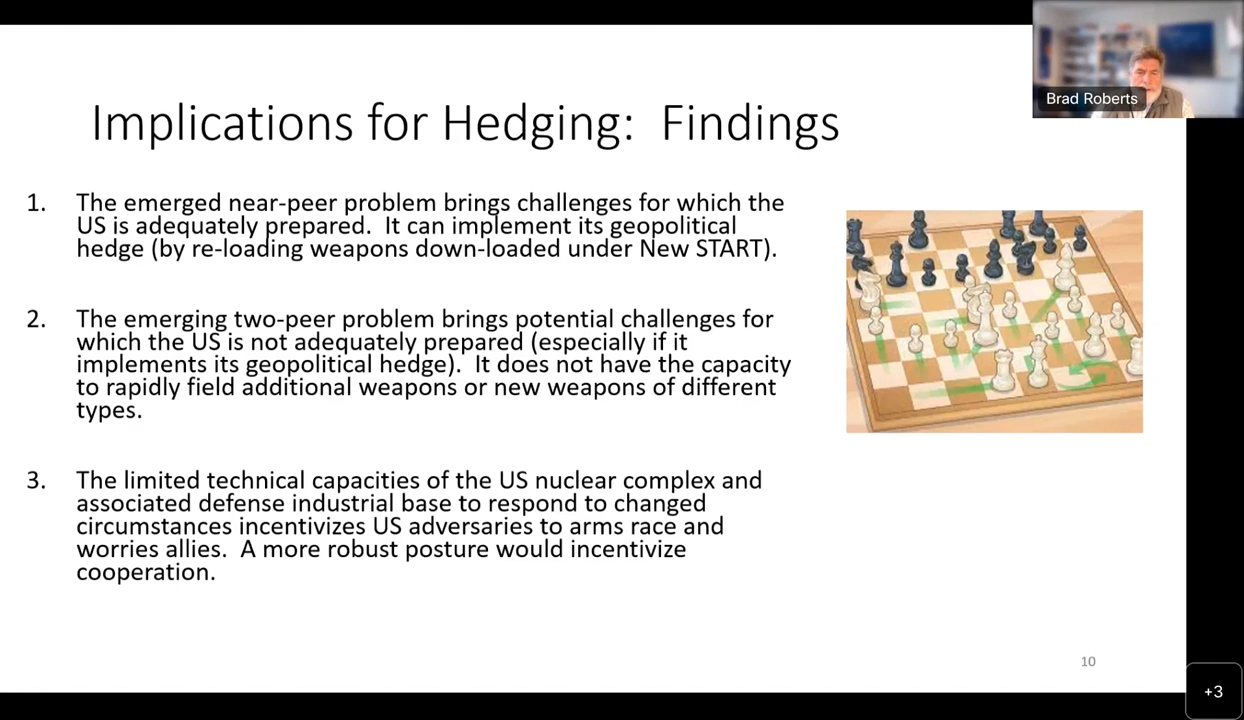 Brad Roberts
Implications for Hedging:  Findings
1. The emerged near-peer problem brings challenges for which the
US is adequately prepared.  It can implement its geopolitical
hedge (by re-loading weapons down-loaded under New START).
2. The emerging two-peer problem brings potential challenges for
which the US is not adequately prepared (especially if it
implements its geopolitical hedge).  It does not have the capacity
to rapidly field additional weapons or new weapons of different
types.
3. The limited technical capacities of the US nuclear complex and
associated defense industrial base to respond to changed
circumstances incentivizes US adversaries to arms race and
worries allies.  A more robust posture would incentivize
cooperation.
10
+3